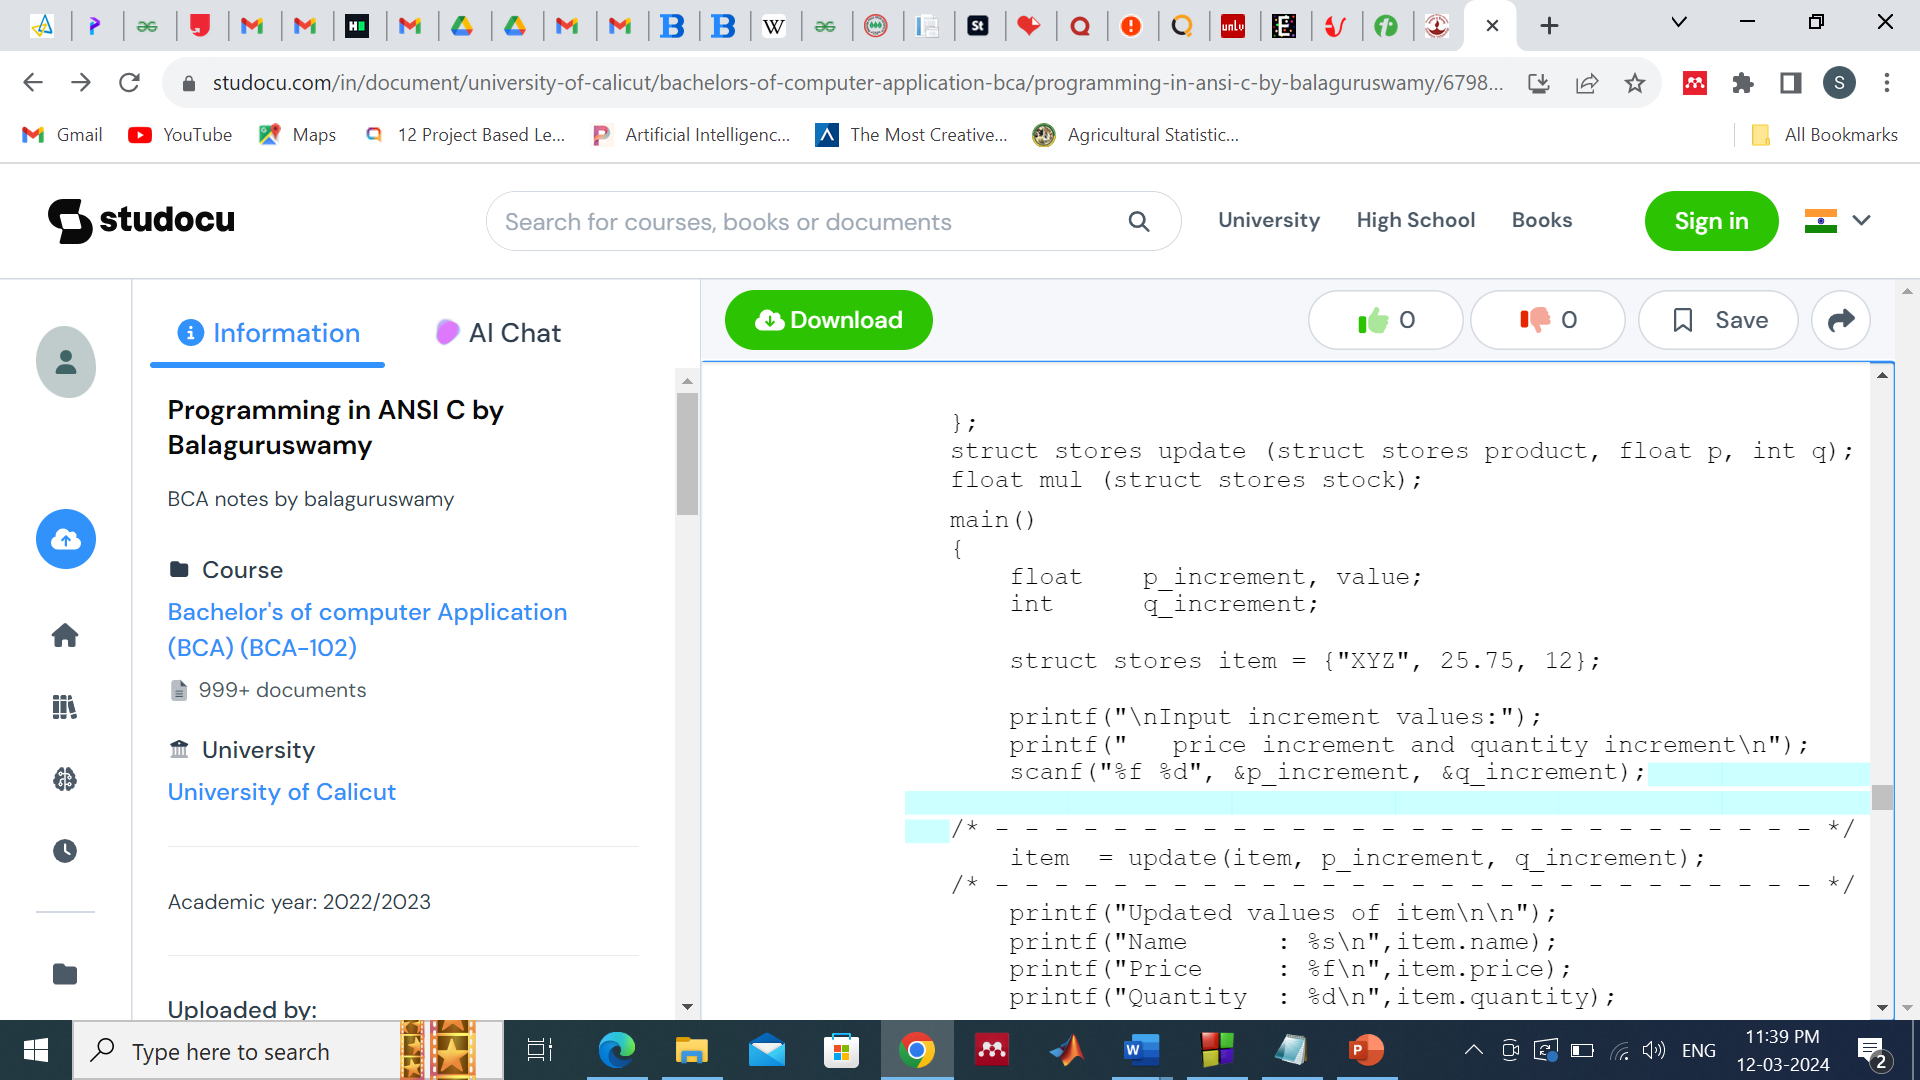 studocu.com/in/document/university-of-calicut/bachelors-of-computer-application-bca/programming-in-ansi-c-by-balaguruswamy/6798...
S
Gmail YouTube Maps 12 Project Based Le... Artificial Intelligenc... The Most Creative... Agricultural Statistic... All Bookmarks
studocu
Search for courses, books or documents
University High School Books Sign in
Information AI Chat
Download 0 0 Save
Programming in ANSI C by
Balaguruswamy
BCA notes by balaguruswamy
Course
Bachelor's of computer Application
(BCA) (BCA-102)
999+ documents
University
University of Calicut
Academic year: 2022/2023
Uploaded by:
};
struct stores update (struct stores product, float p, int q);
float mul (struct stores stock);
main()
{
float p_increment, value;
int q_increment;
struct stores item = {"XYZ", 25.75, 12};
printf("\nInput increment values:");
printf("   price increment and quantity increment\n");
scanf("%f %d", &p_increment, &q_increment);
/* - - - - - - - - - - - - - - - - - - - - - - - - - - - - */
item  = update(item, p_increment, q_increment);
/* - - - - - - - - - - - - - - - - - - - - - - - - - - - - */
printf("Updated values of item\n\n");
printf("Name      : %s\n",item.name);
printf("Price     : %f\n",item.price);
printf("Quantity  : %d\n",item.quantity);
Type here to search
ENG
11:39 PM
12-03-2024
2